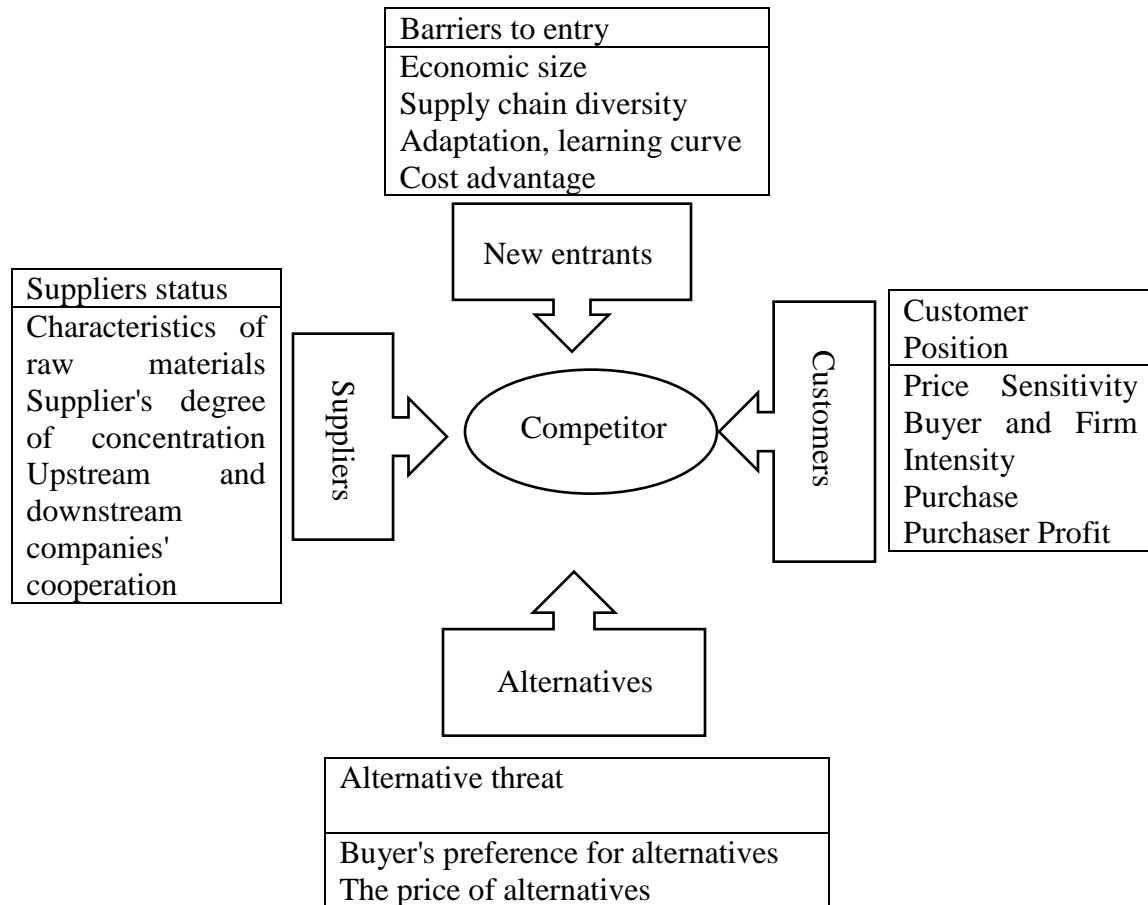 Barriers to entry
Economic size
Supply chain diversity
Adaptation, learning curve
Cost advantage
New entrants
Suppliers status
Characteristics of
raw materials
Supplier's degree
of concentration
Upstream and
downstream
companies'
cooperation
Suppliers
Competitor
Customers
Customer
Position
Price Sensitivity
Buyer and Firm
Intensity
Purchase
Purchaser Profit
Alternatives
Alternative threat
Buyer's preference for alternatives
The price of alternatives